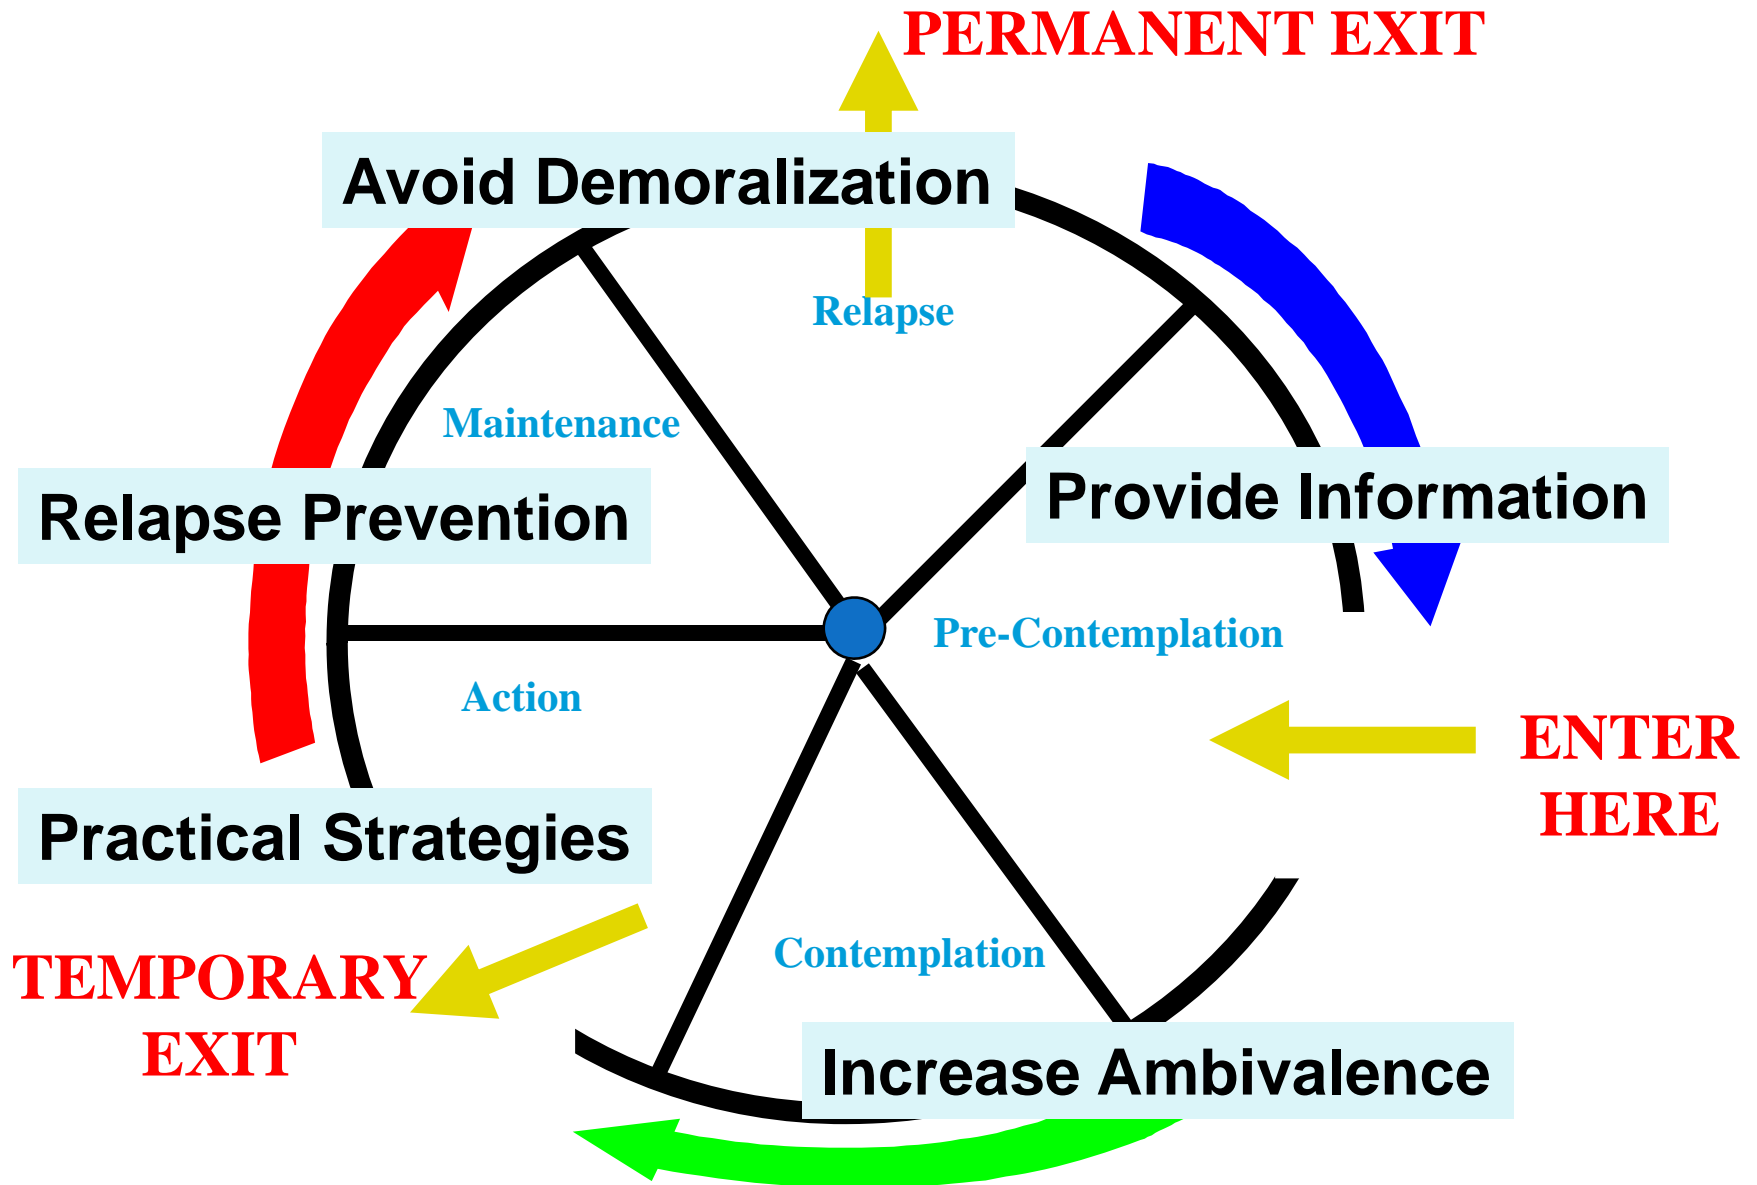 PERMANENT EXIT
Avoid Demoralization
Relapse
Maintenance
Relapse Prevention
Provide Information
Pre-Contemplation
Action
ENTER
HERE
Practical Strategies
Contemplation
TEMPORARY
EXIT
Increase Ambivalence